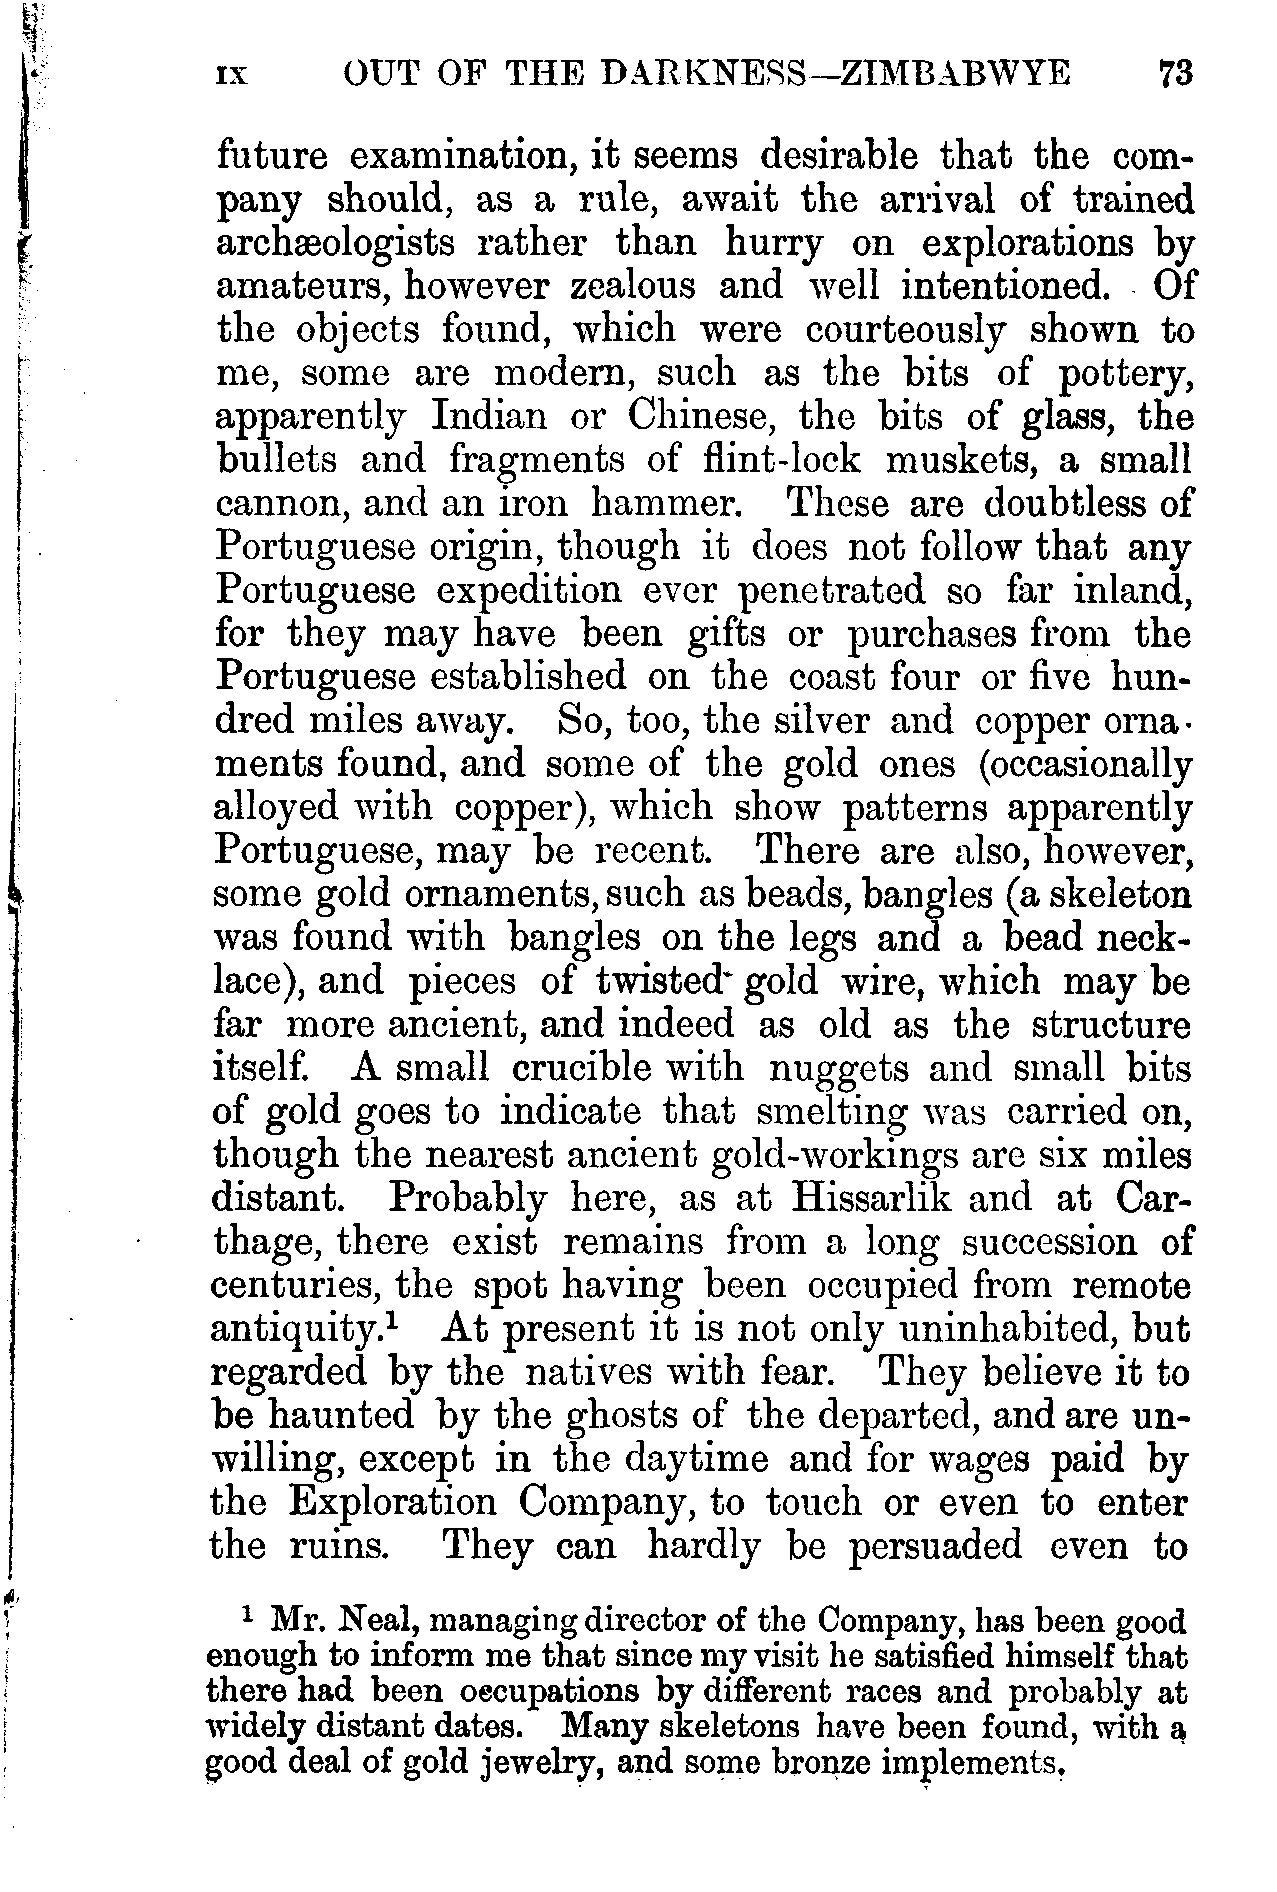 IX OUT OF THE DARKNESS—ZIMBABWYE 73
future examination, it seems desirable that the com-
pany should, as a rule, await the arrival of trained
archæologists rather than hurry on explorations by
amateurs, however zealous and well intentioned. Of
the objects found, which were courteously shown to
me, some are modern, such as the bits of pottery,
apparently Indian or Chinese, the bits of glass, the
bullets and fragments of flint-lock muskets, a small
cannon, and an iron hammer. These are doubtless of
Portuguese origin, though it does not follow that any
Portuguese expedition ever penetrated so far inland,
for they may have been gifts or purchases from the
Portuguese established on the coast four or five hun-
dred miles away. So, too, the silver and copper orna-
ments found, and some of the gold ones (occasionally
alloyed with copper), which show patterns apparently
Portuguese, may be recent. There are also, however,
some gold ornaments, such as beads, bangles (a skeleton
was found with bangles on the legs and a bead neck-
lace), and pieces of twisted gold wire, which may be
far more ancient, and indeed as old as the structure
itself. A small crucible with nuggets and small bits
of gold goes to indicate that smelting was carried on,
though the nearest ancient gold-workings are six miles
distant. Probably here, as at Hissarlik and at Car-
thage, there exist remains from a long succession of
centuries, the spot having been occupied from remote
antiquity.¹ At present it is not only uninhabited, but
regarded by the natives with fear. They believe it to
be haunted by the ghosts of the departed, and are un-
willing, except in the daytime and for wages paid by
the Exploration Company, to touch or even to enter
the ruins. They can hardly be persuaded even to
¹ Mr. Neal, managing director of the Company, has been good
enough to inform me that since my visit he satisfied himself that
there had been occupations by different races and probably at
widely distant dates. Many skeletons have been found, with a
good deal of gold jewelry, and some bronze implements.